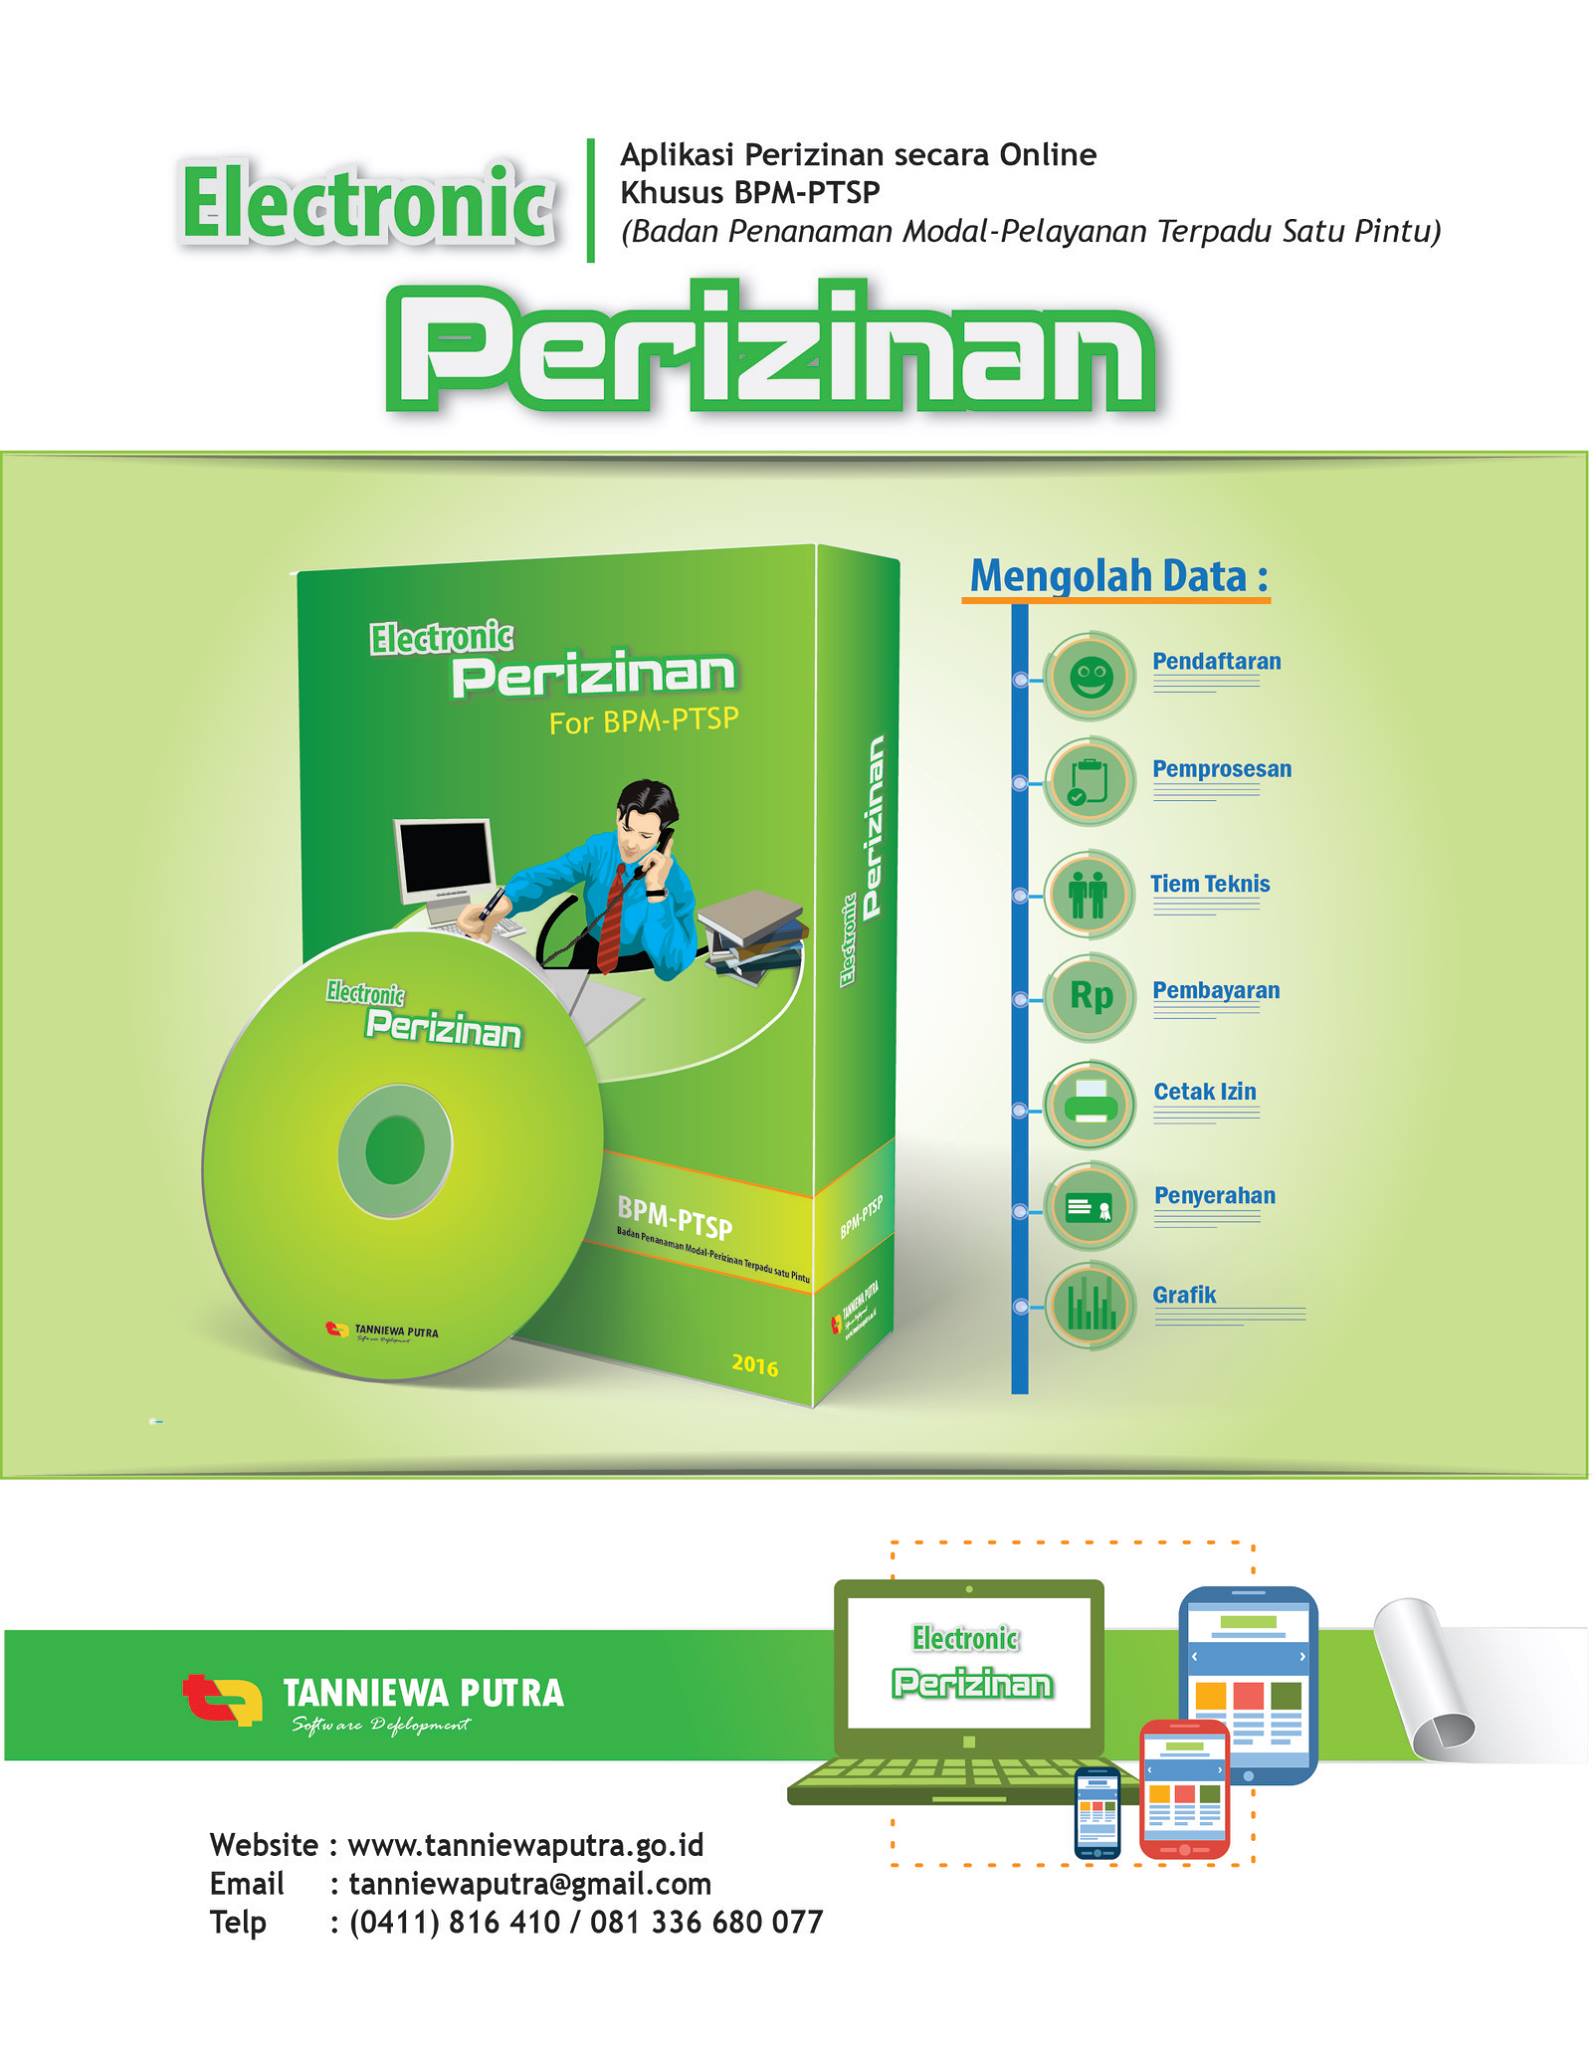 Electronic
Aplikasi Perizinan secara Online
Khusus BPM-PTSP
(Badan Penanaman Modal-Pelayanan Terpadu Satu Pintu)
Perizinan
Electronic
Perizinan
For BPM-PTSP
Electronic Perizinan
BPM-PTSP
Badan Penanaman Modal-Perizinan Terpadu satu Pintu
2016
BPM-PTSP
TANNIEWA PUTRA
Electronic
Perizinan
TANNIEWA PUTRA
Mengolah Data :
Pendaftaran
Pemprosesan
Tiem Teknis
Rp
Pembayaran
Cetak Izin
Penyerahan
Grafik
TANNIEWA PUTRA
Software Defelopment
Electronic
Perizinan
Website : www.tanniewaputra.go.id
Email : tanniewaputra@gmail.com
Telp : (0411) 816 410 / 081 336 680 077